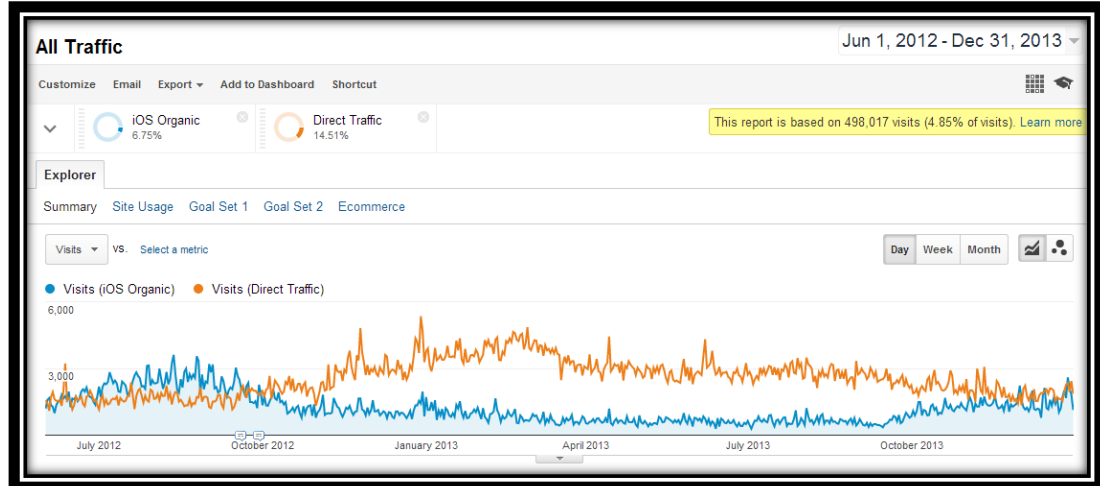 All Traffic
Jun 1, 2012 - Dec 31, 2013
Customize Email Export Add to Dashboard Shortcut
iOS Organic
6.75%
Direct Traffic
14.51%
This report is based on 498,017 visits (4.85% of visits). Learn more
Explorer
Summary Site Usage Goal Set 1 Goal Set 2 Ecommerce
Visits VS. Select a metric
Day Week Month
Visits (iOS Organic) Visits (Direct Traffic)
6,000
3,000
July 2012 October 2012 January 2013 April 2013 July 2013 October 2013